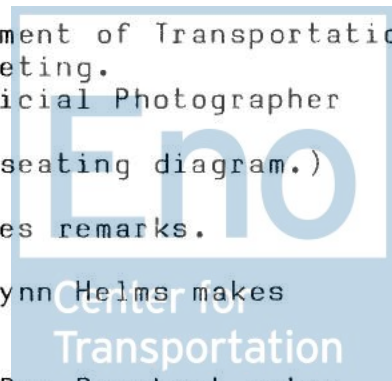 ment of Transportatio
eting.
icial Photographer
seating diagram.)
Eno
es remarks.
ynn Helms makes
Center for
Transportation